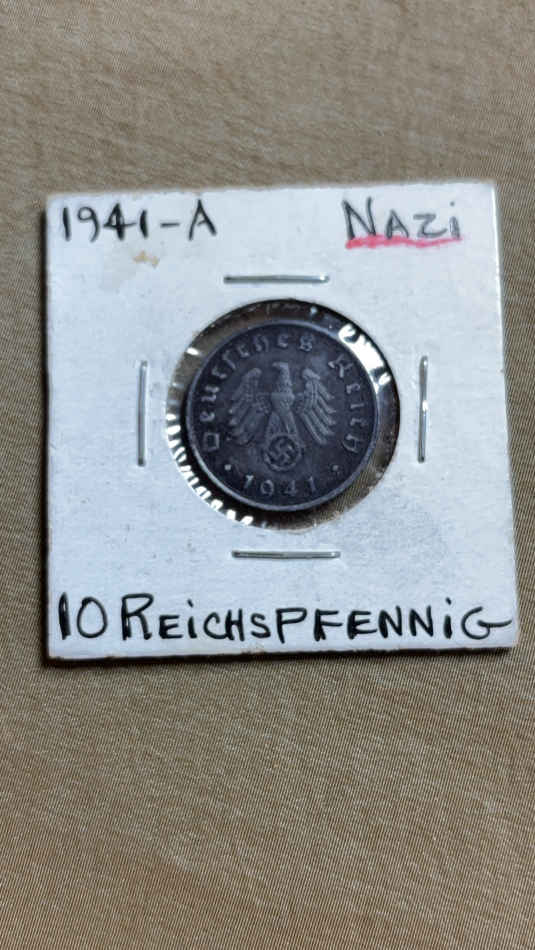 1941-A NAZi
Deutsches Reich
1941
10 REiCHSPFENNiG